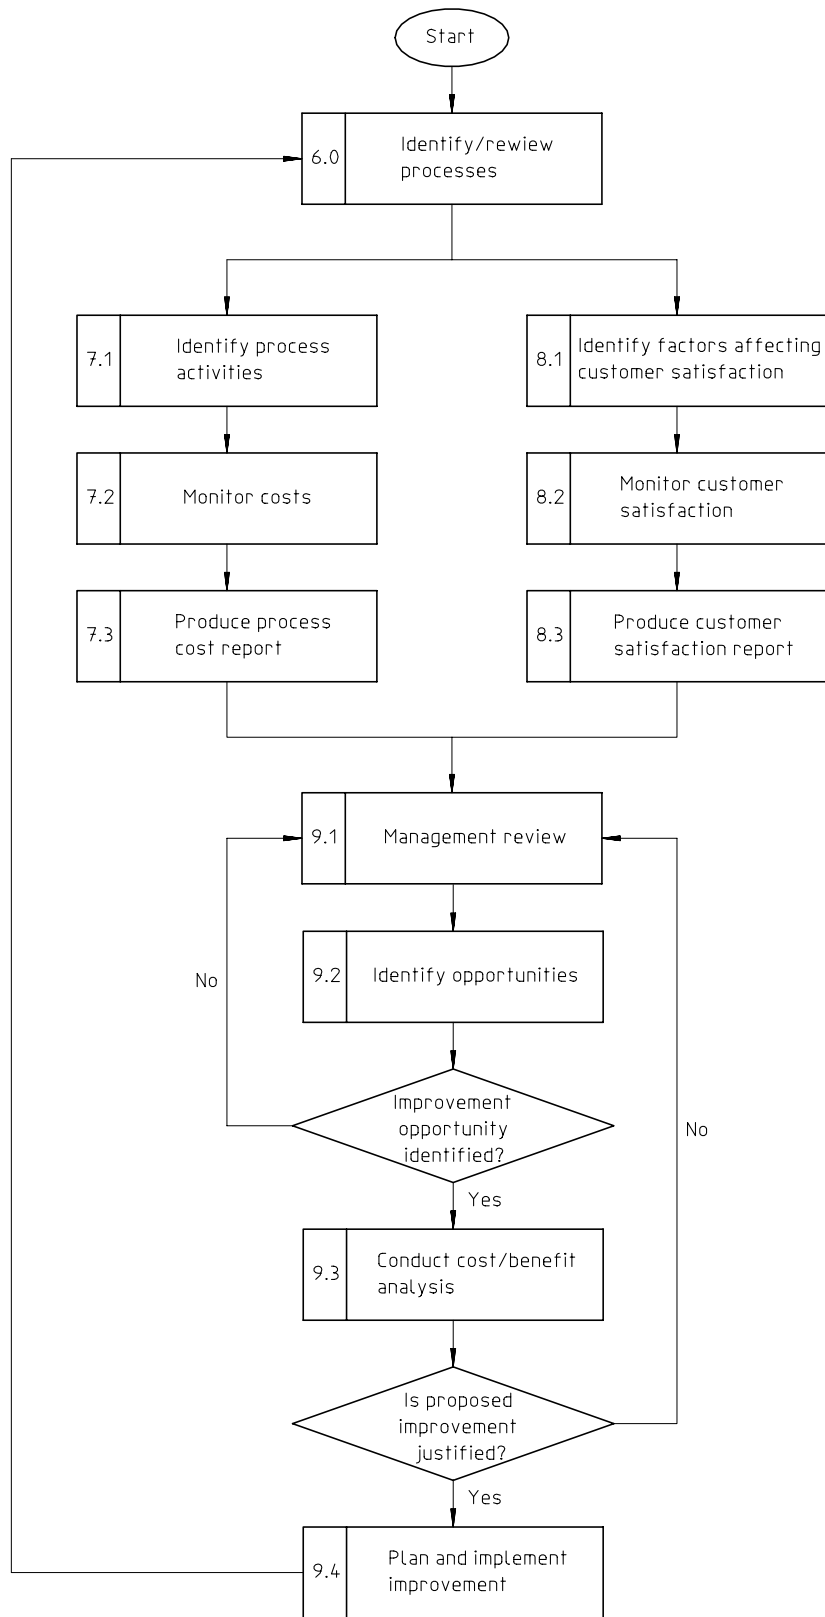 Start
6.0
Identify/rewiew
processes
7.1
Identify process
activities
8.1
Identify factors affecting
customer satisfaction
7.2
Monitor costs
8.2
Monitor customer
satisfaction
7.3
Produce process
cost report
8.3
Produce customer
satisfaction report
9.1
Management review
9.2
Identify opportunities
No
Improvement
opportunity
identified?
No
Yes
9.3
Conduct cost/benefit
analysis
Is proposed
improvement
justified?
Yes
9.4
Plan and implement
improvement